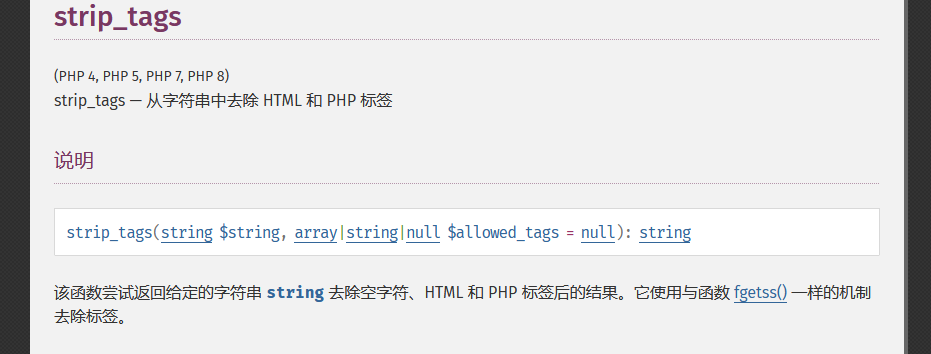 strip_tags
(PHP 4, PHP 5, PHP 7, PHP 8)
strip_tags — 从字符串中去除 HTML 和 PHP 标签
说明
strip_tags(string $string, array|string|null $allowed_tags = null): string
该函数尝试返回给定的字符串 string 去除空字符、HTML 和 PHP 标签后的结果。它使用与函数 fgetss() 一样的机制
去除标签。